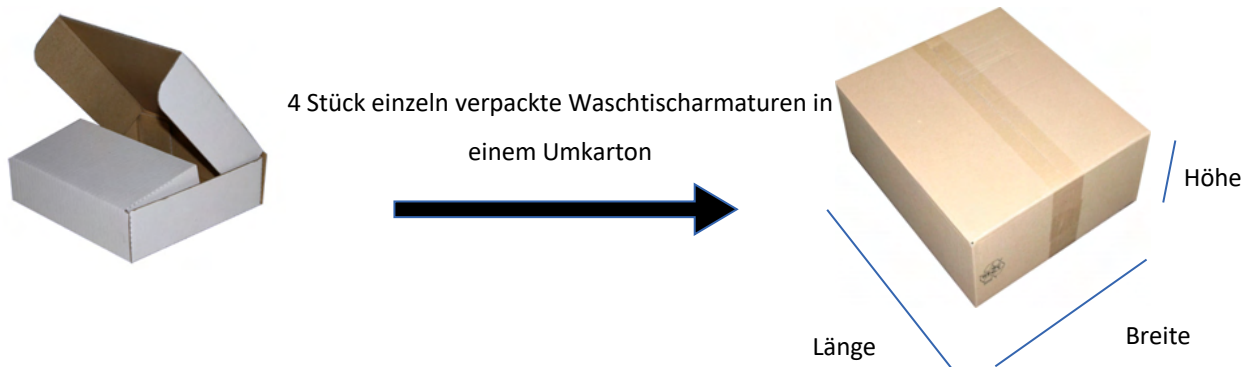 4 Stück einzeln verpackte Waschtischarmaturen in
einem Umkarton
Höhe
Breite
Länge